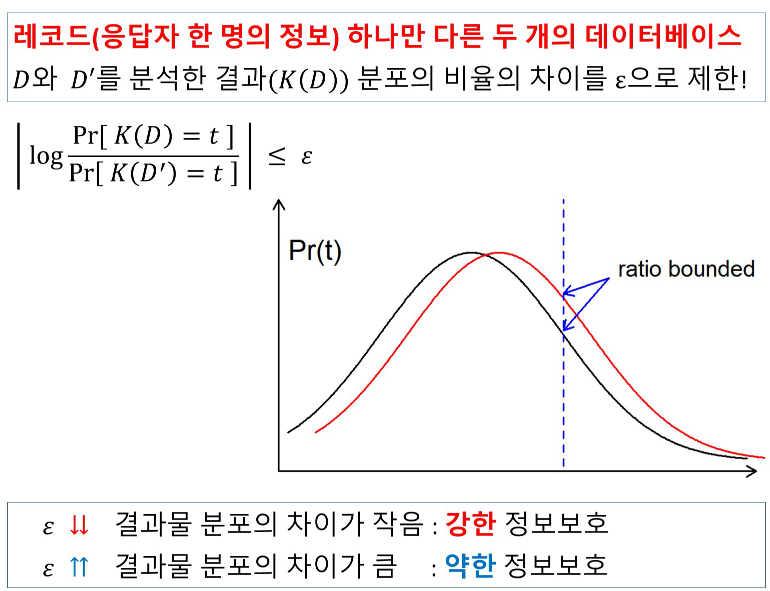 레코드(응답자 한 명의 정보) 하나만 다른 두 개의 데이터베이스
D와 D′를 분석한 결과(K(D)) 분포의 비율의 차이를 ε으로 제한!
|log Pr[ K(D) = t ] / Pr[ K(D′) = t ]| ≤ ε
Pr(t)
ratio bounded
ε ↓↓ 결과물 분포의 차이가 작음 : 강한 정보보호
ε ↑↑ 결과물 분포의 차이가 큼 : 약한 정보보호